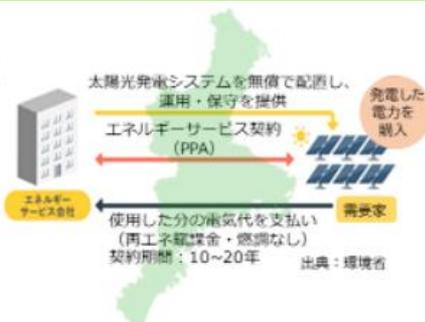 太陽光発電システムを無償で配置し、
運用・保守を提供
発電した
電力を
購入
エネルギーサービス契約
（PPA）
エネルギー
サービス会社
需要家
使用した分の電気代を支払い
（再エネ賦課金・燃調なし）
契約期間：10~20年
出典：環境省